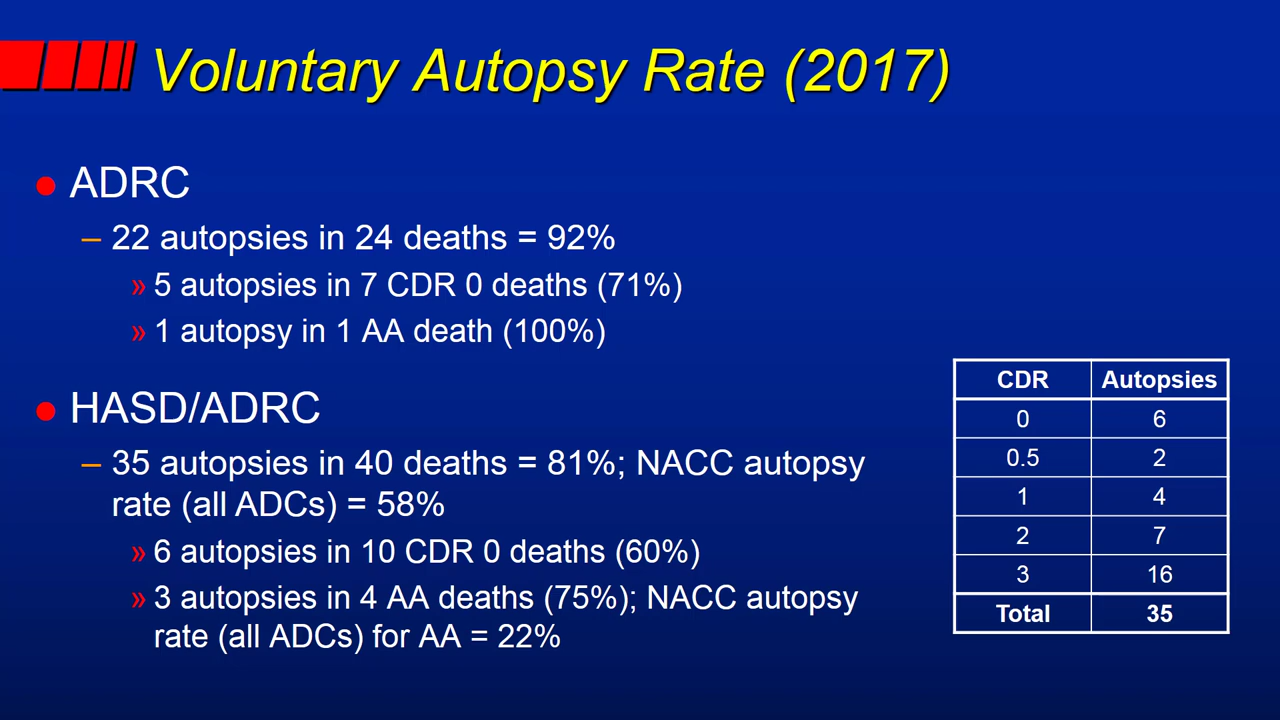 Voluntary Autopsy Rate (2017)
● ADRC
– 22 autopsies in 24 deaths = 92%
» 5 autopsies in 7 CDR 0 deaths (71%)
» 1 autopsy in 1 AA death (100%)
● HASD/ADRC
– 35 autopsies in 40 deaths = 81%; NACC autopsy
rate (all ADCs) = 58%
» 6 autopsies in 10 CDR 0 deaths (60%)
» 3 autopsies in 4 AA deaths (75%); NACC autopsy
rate (all ADCs) for AA = 22%
CDR Autopsies
0 6
0.5 2
1 4
2 7
3 16
Total 35